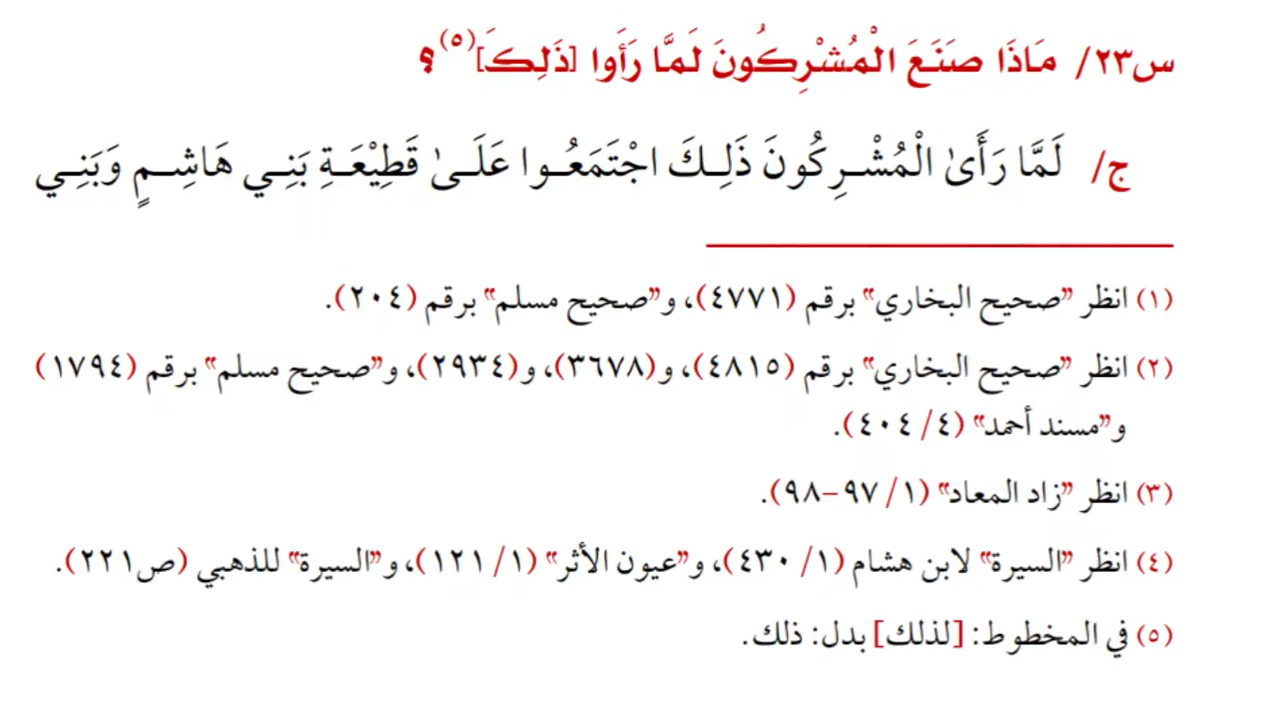 س٢٣/ مَاذَا صَنَعَ الْمُشْرِكُونَ لَمَّا رَأَوا [ذَلِكَ](٥)؟
ج/ لَمَّا رَأَىٰ الْمُشْرِكُونَ ذَلِكَ اجْتَمَعُوا عَلَىٰ قَطِيْعَةِ بَنِي هَاشِمٍ وَبَنِي
(١) انظر "صحيح البخاري" برقم (٤٧٧١)، و"صحيح مسلم" برقم (٢٠٤).
(٢) انظر "صحيح البخاري" برقم (٤٨١٥)، و(٣٦٧٨)، و(٢٩٣٤)، و"صحيح مسلم" برقم (١٧٩٤)
و"مسند أحمد" (٤/ ٤٠٤).
(٣) انظر "زاد المعاد" (١/ ٩٧-٩٨).
(٤) انظر "السيرة" لابن هشام (١/ ٤٣٠)، و"عيون الأثر" (١/ ١٢١)، و"السيرة" للذهبي (ص٢٢١).
(٥) في المخطوط: [لذلك] بدل: ذلك.